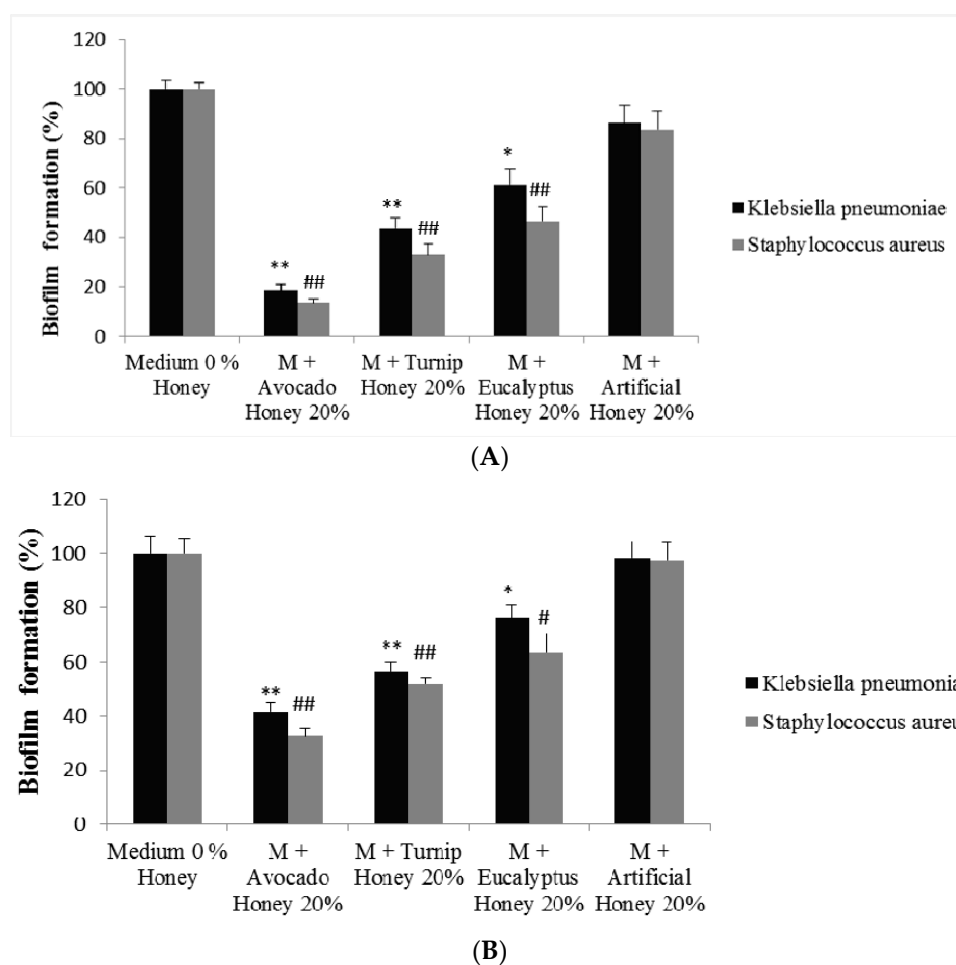 120
100
80
60
40
20
0
Biofilm formation (%)
**
##
**
##
*
##
Medium 0 %
Honey
M +
Avocado
Honey 20%
M + Turnip
Honey 20%
M +
Eucalyptus
Honey 20%
M +
Artificial
Honey 20%
Klebsiella pneumoniae
Staphylococcus aureus
(A)
120
100
80
60
40
20
0
Biofilm formation (%)
**
##
**
##
*
#
Medium 0 %
Honey
M +
Avocado
Honey 20%
M + Turnip
Honey 20%
M +
Eucalyptus
Honey 20%
M +
Artificial
Honey 20%
Klebsiella pneumonia
Staphylococcus aureu
(B)